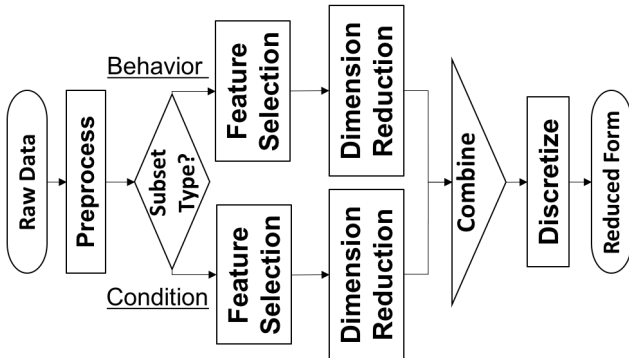 Raw Data
Preprocess
Subset
Type?
Behavior
Feature
Selection
Dimension
Reduction
Condition
Feature
Selection
Dimension
Reduction
Combine
Discretize
Reduced Form